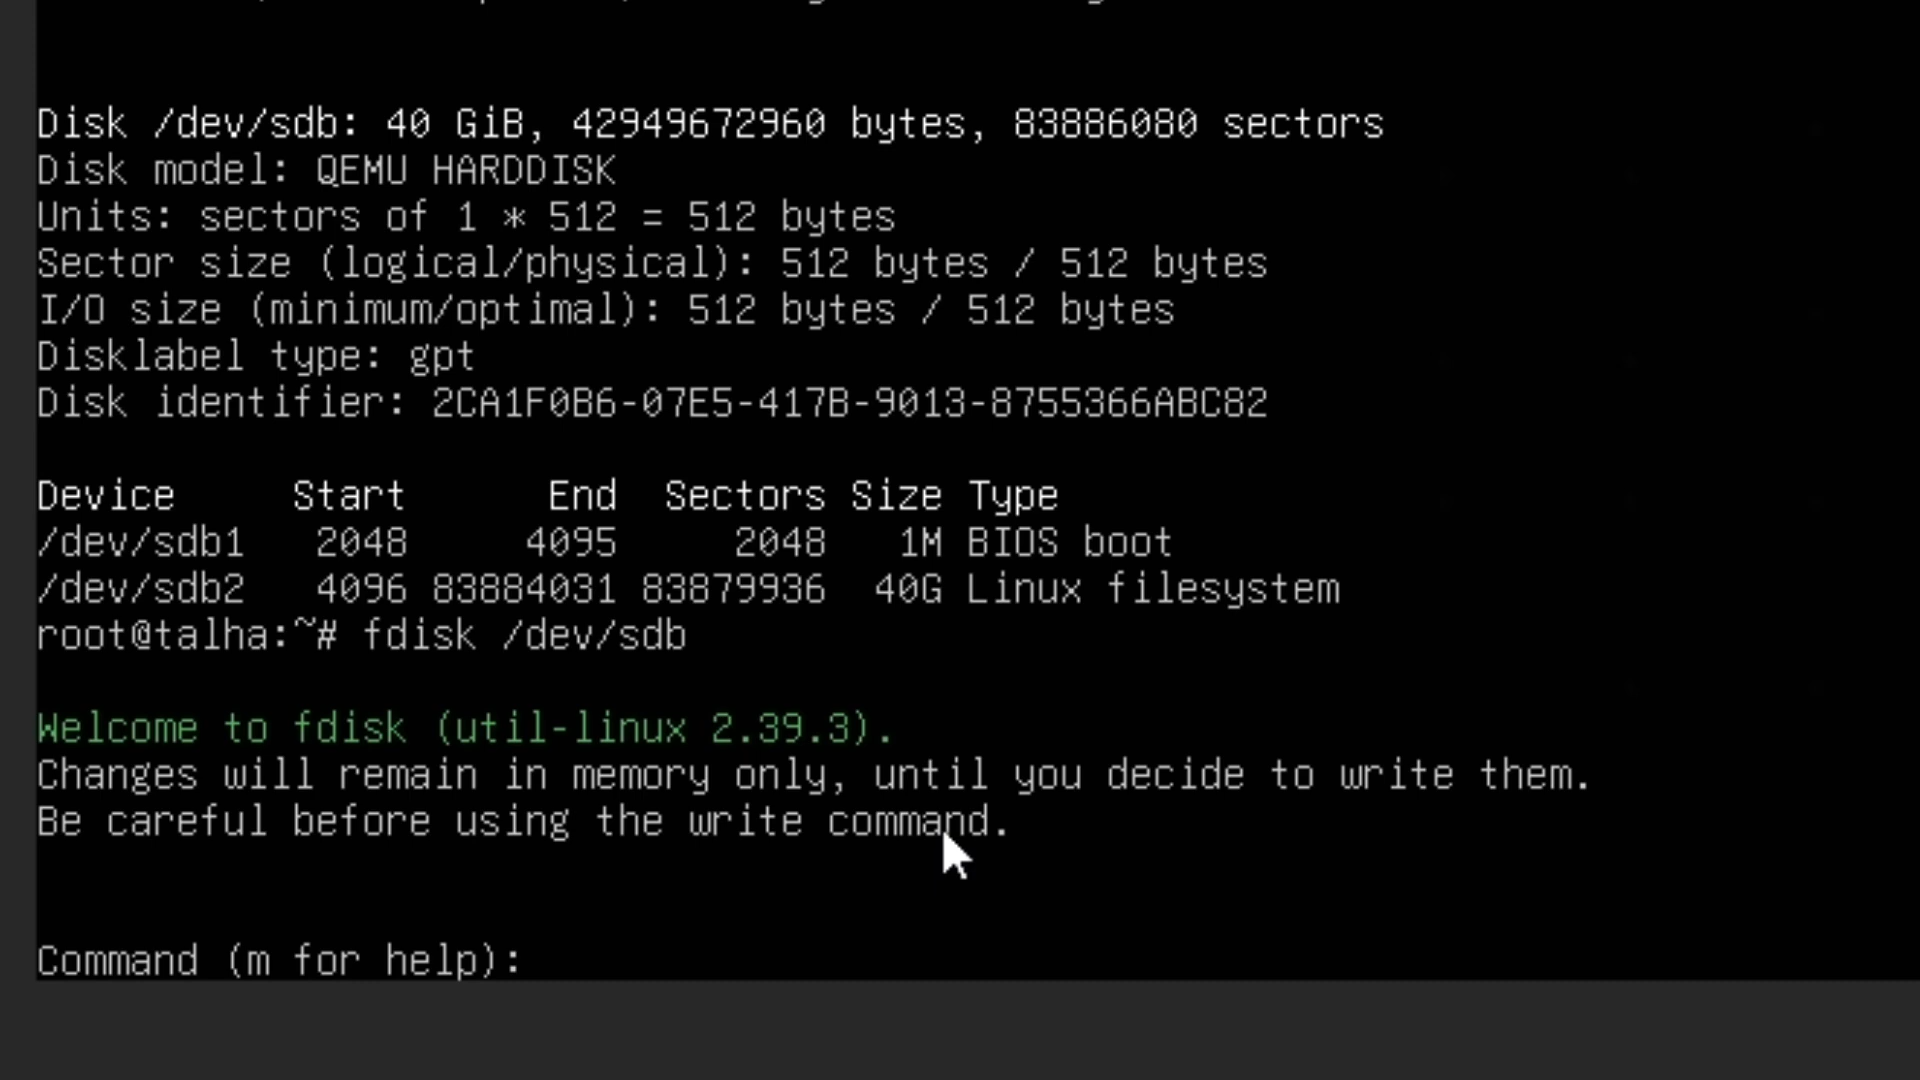 Disk /dev/sdb: 40 GiB, 42949672960 bytes, 83886080 sectors
Disk model: QEMU HARDDISK
Units: sectors of 1 * 512 = 512 bytes
Sector size (logical/physical): 512 bytes / 512 bytes
I/O size (minimum/optimal): 512 bytes / 512 bytes
Disklabel type: gpt
Disk identifier: 2CA1F0B6-07E5-417B-9013-8755366ABC82
Device     Start      End  Sectors Size Type
/dev/sdb1   2048     4095     2048   1M BIOS boot
/dev/sdb2   4096 83884031 83879936  40G Linux filesystem
root@talha:~# fdisk /dev/sdb
Welcome to fdisk (util-linux 2.39.3).
Changes will remain in memory only, until you decide to write them.
Be careful before using the write command.
Command (m for help):